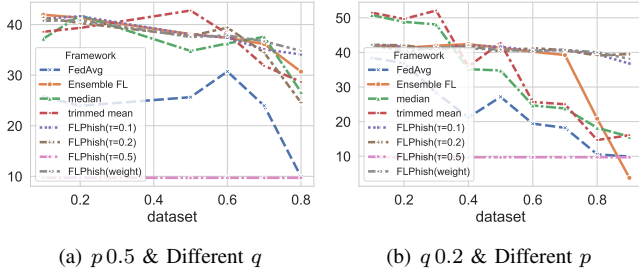 40
30
20
10
Framework
FedAvg
Ensemble FL
median
trimmed mean
FLPhish(τ=0.1)
FLPhish(τ=0.2)
FLPhish(τ=0.5)
FLPhish(weight)
0.2 0.4 0.6 0.8
dataset
(a) p 0.5 & Different q
50
40
30
20
10
Framework
FedAvg
Ensemble FL
median
trimmed mean
FLPhish(τ=0.1)
FLPhish(τ=0.2)
FLPhish(τ=0.5)
FLPhish(weight)
0.2 0.4 0.6 0.8
dataset
(b) q 0.2 & Different p